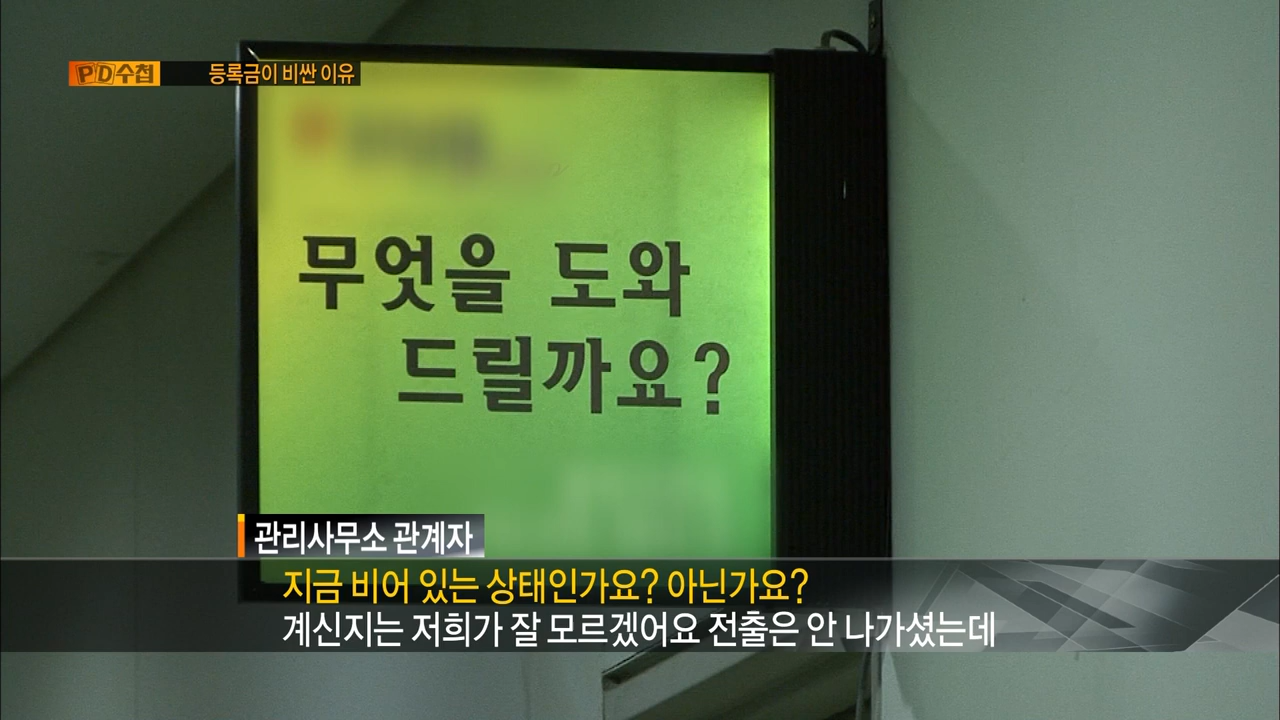 PD수첩
등록금이 비싼 이유
무엇을 도와
드릴까요?
관리사무소 관계자
지금 비어 있는 상태인가요? 아닌가요?
계신지는 저희가 잘 모르겠어요 전출은 안 나가셨는데